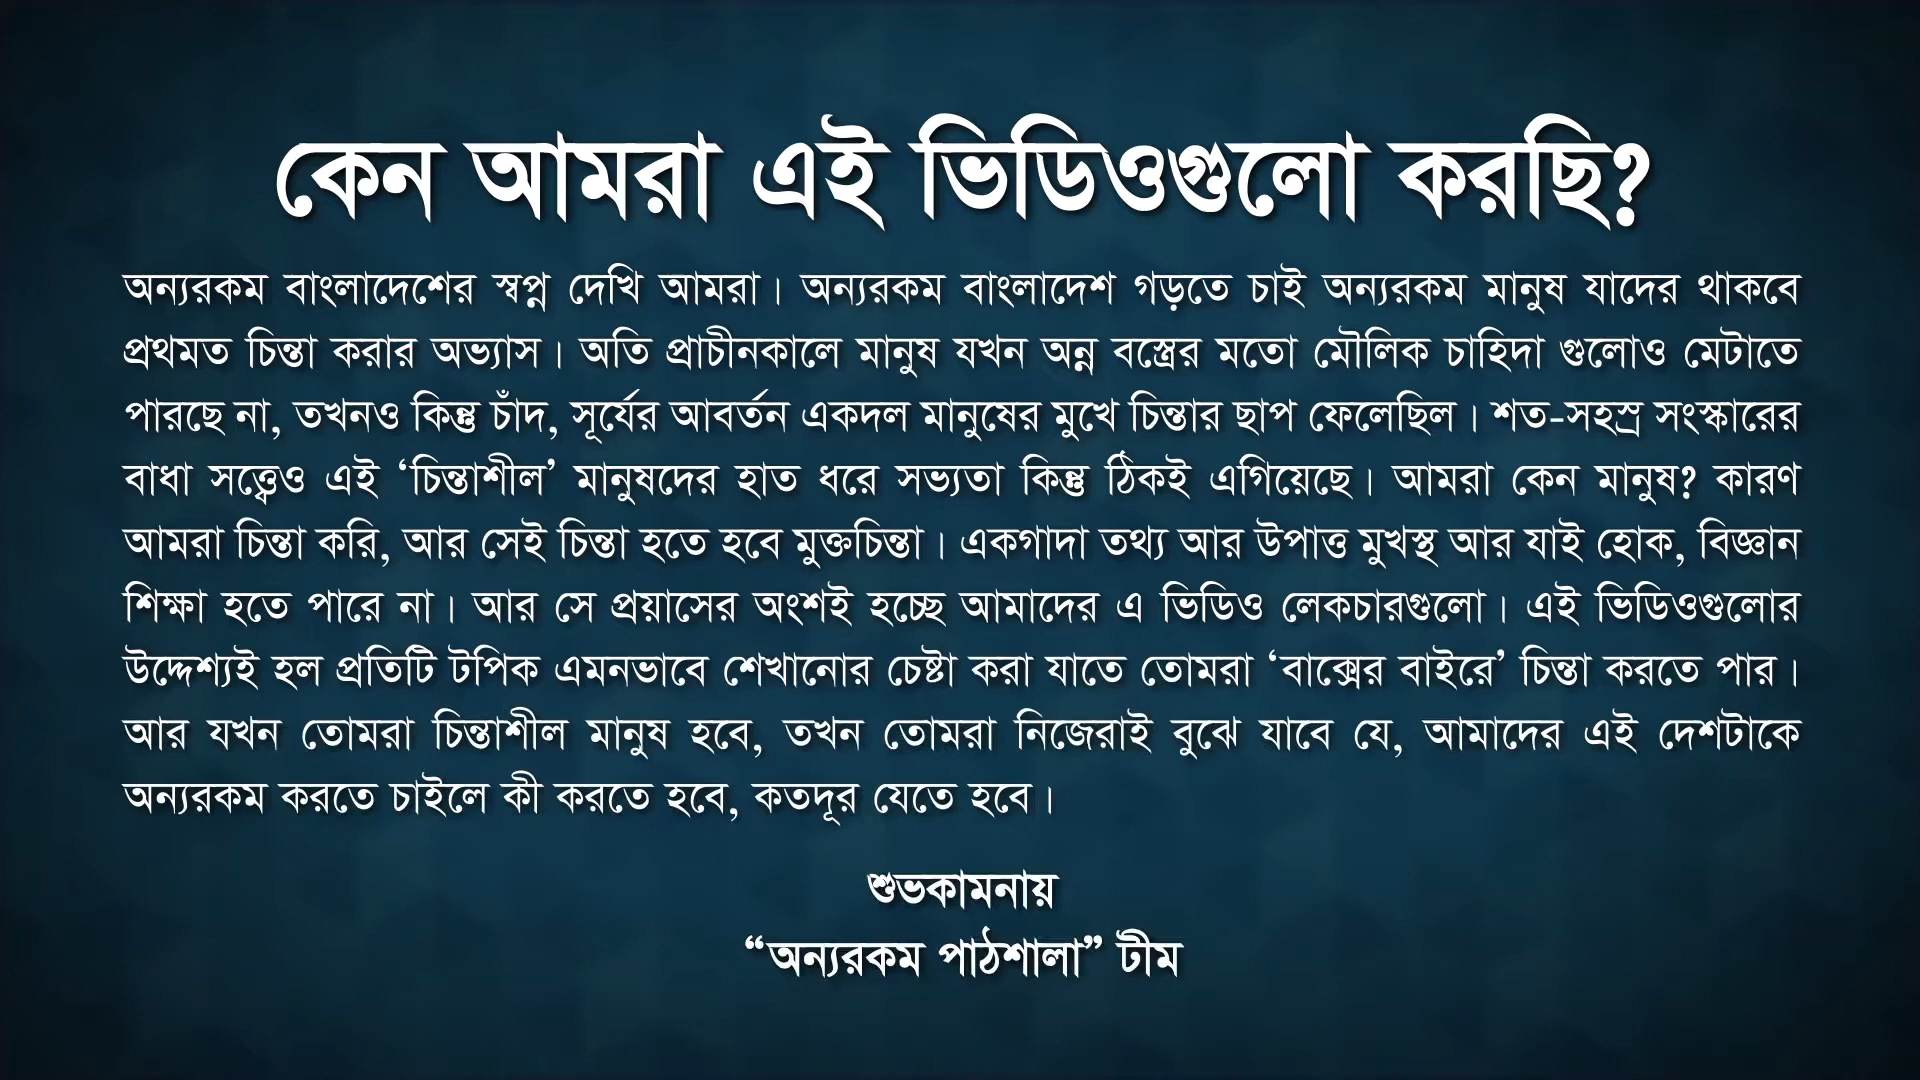 কেন আমরা এই ভিডিওগুলো করছি?
অন্যরকম বাংলাদেশের স্বপ্ন দেখি আমরা। অন্যরকম বাংলাদেশ গড়তে চাই অন্যরকম মানুষ যাদের থাকবে
প্রথমত চিন্তা করার অভ্যাস। অতি প্রাচীনকালে মানুষ যখন অন্ন বস্ত্রের মতো মৌলিক চাহিদা গুলোও মেটাতে
পারছে না, তখনও কিন্তু চাঁদ, সূর্যের আবর্তন একদল মানুষের মুখে চিন্তার ছাপ ফেলেছিল। শত-সহস্র সংস্কারের
বাধা সত্ত্বেও এই ‘চিন্তাশীল’ মানুষদের হাত ধরে সভ্যতা কিন্তু ঠিকই এগিয়েছে। আমরা কেন মানুষ? কারণ
আমরা চিন্তা করি, আর সেই চিন্তা হতে হবে মুক্তচিন্তা। একগাদা তথ্য আর উপাত্ত মুখস্থ আর যাই হোক, বিজ্ঞান
শিক্ষা হতে পারে না। আর সে প্রয়াসের অংশই হচ্ছে আমাদের এ ভিডিও লেকচারগুলো। এই ভিডিওগুলোর
উদ্দেশ্যই হল প্রতিটি টপিক এমনভাবে শেখানোর চেষ্টা করা যাতে তোমরা ‘বাক্সের বাইরে’ চিন্তা করতে পার।
আর যখন তোমরা চিন্তাশীল মানুষ হবে, তখন তোমরা নিজেরাই বুঝে যাবে যে, আমাদের এই দেশটাকে
অন্যরকম করতে চাইলে কী করতে হবে, কতদূর যেতে হবে।
শুভকামনায়
“অন্যরকম পাঠশালা” টীম